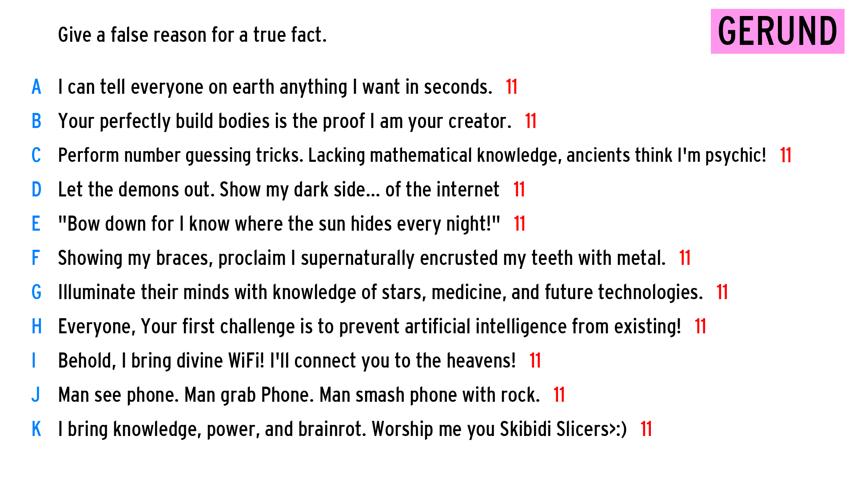 Give a false reason for a true fact.
GERUND
A I can tell everyone on earth anything I want in seconds. 11
B Your perfectly build bodies is the proof I am your creator. 11
C Perform number guessing tricks. Lacking mathematical knowledge, ancients think I'm psychic! 11
D Let the demons out. Show my dark side... of the internet 11
E "Bow down for I know where the sun hides every night!" 11
F Showing my braces, proclaim I supernaturally encrusted my teeth with metal. 11
G Illuminate their minds with knowledge of stars, medicine, and future technologies. 11
H Everyone, Your first challenge is to prevent artificial intelligence from existing! 11
I Behold, I bring divine WiFi! I'll connect you to the heavens! 11
J Man see phone. Man grab Phone. Man smash phone with rock. 11
K I bring knowledge, power, and brainrot. Worship me you Skibidi Slicers>:) 11